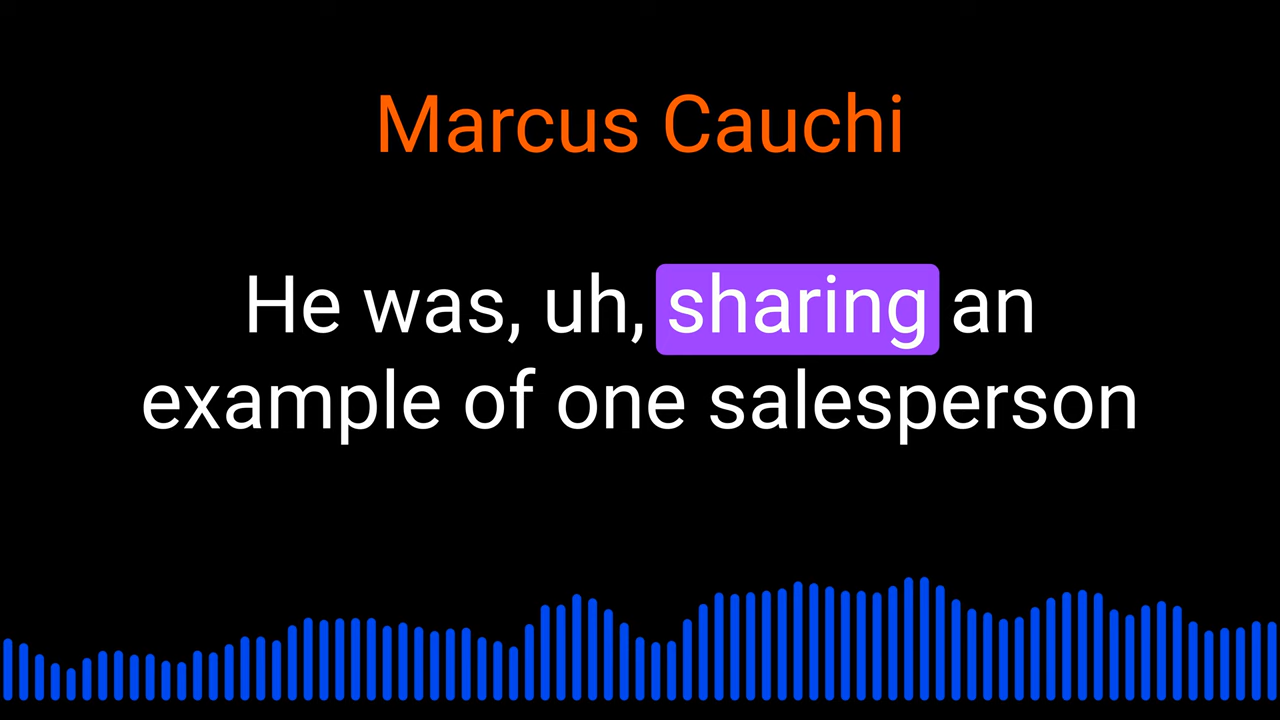 Marcus Cauchi
He was, uh, sharing an
example of one salesperson